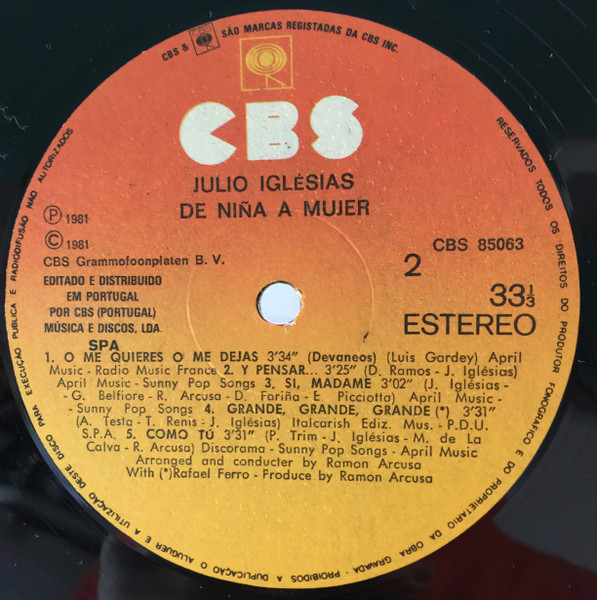 CBS & SÃO MARCAS REGISTADAS DA CBS INC.
CBS
JULIO IGLÉSIAS
DE NIÑA A MUJER
Ⓟ 1981
© 1981
CBS Grammofoonplaten B. V.
EDITADO E DISTRIBUIDO
EM PORTUGAL
POR CBS (PORTUGAL)
MÚSICA E DISCOS, LDA.
SPA
CBS 85063
2
33 1/3
ESTEREO
1. O ME QUIERES O ME DEJAS 3'34" (Devaneos) (Luis Gardey) April
Music - Radio Music France 2. Y PENSAR... 3'25" (D. Ramos - J. Iglésias)
April Music - Sunny Pop Songs 3. SI, MADAME 3'02" (J. Iglésias -
- G. Belfiore - R. Arcusa - D. Fariña - E. Picciotta) April Music -
- Sunny Pop Songs 4. GRANDE, GRANDE, GRANDE (*) 3'31"
(A. Testa - T. Renis - J. Iglésias) Italcarish Ediz. Mus. - P.D.U.
S.P.A. 5. COMO TÚ 3'31" (P. Trim - J. Iglésias - M. de La
Calva - R. Arcusa) Discorama - Sunny Pop Songs - April Music
Arranged and conducter by Ramon Arcusa
With (*)Rafael Ferro - Produce by Ramon Arcusa
RESERVADOS TODOS OS DIREITOS DO PRODUTOR FONOGRAFICO E DO PROPRIETARIO DA OBRA GRAVADA - PROIBIDOS A DUPLICAÇÃO O ALUGUER E A UTILIZAÇÃO DESTE DISCO PARA EXECUÇÃO PUBLICA E RADIODIFUSÃO NÃO AUTORIZADOS